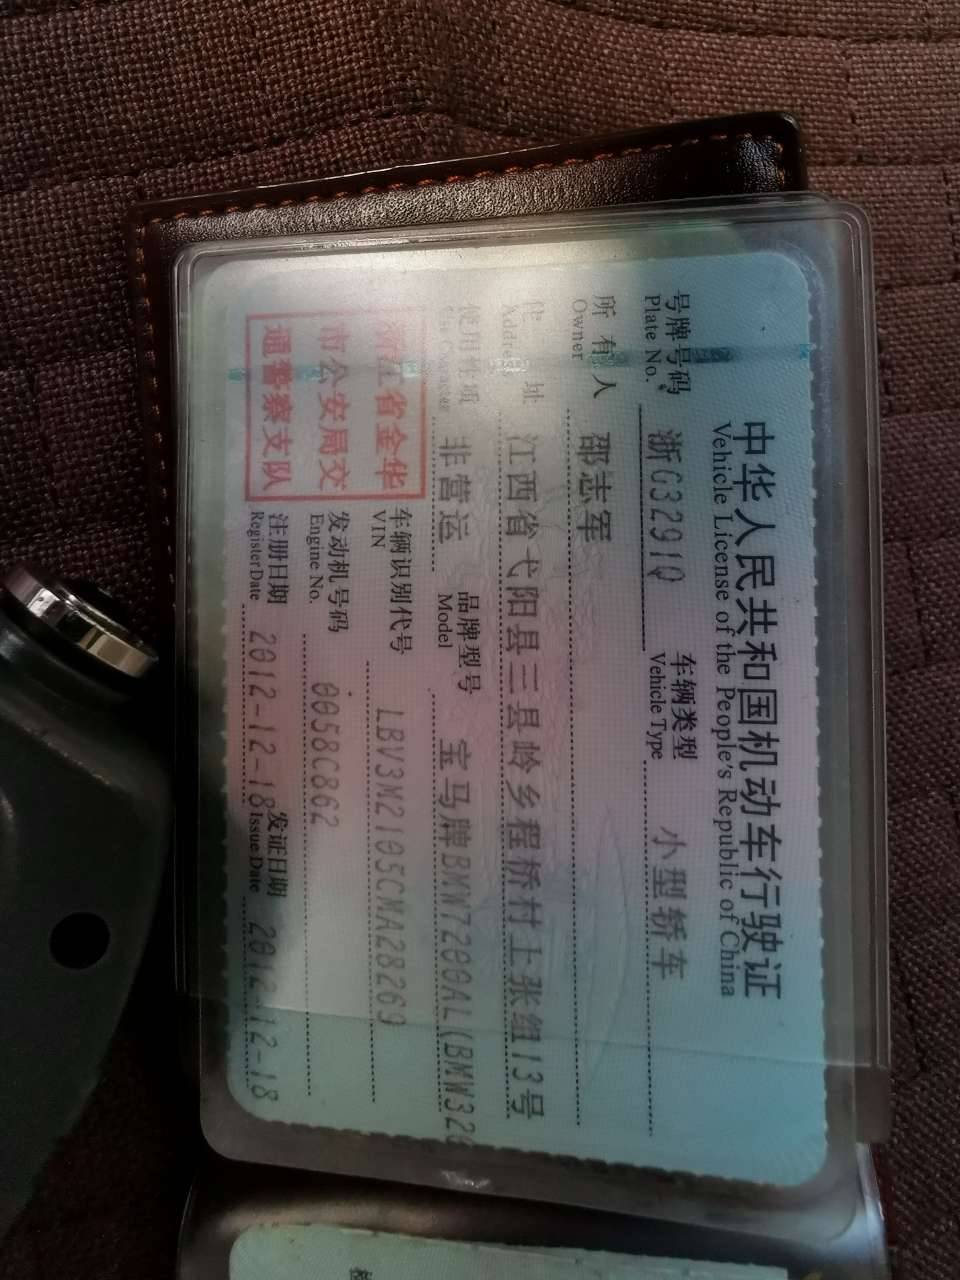 中华人民共和国机动车行驶证
Vehicle License of the People's Republic of China
号牌号码 浙G3291Q 车辆类型 小型轿车
Plate No. Vehicle Type
所有人 邵志军
Owner
住址 江西省弋阳县三县岭乡程桥村上张组13号
Address
使用性质 非营运 品牌型号 宝马牌BMW7200AL(BMW328
Use Character Model
浙江省金华
市公安局交
通警察支队
车辆识别代号 LBV3M2105CMA28269
VIN
发动机号码 0058C862
Engine No.
注册日期 2012-12-18 发证日期 2012-12-18
Register Date Issue Date